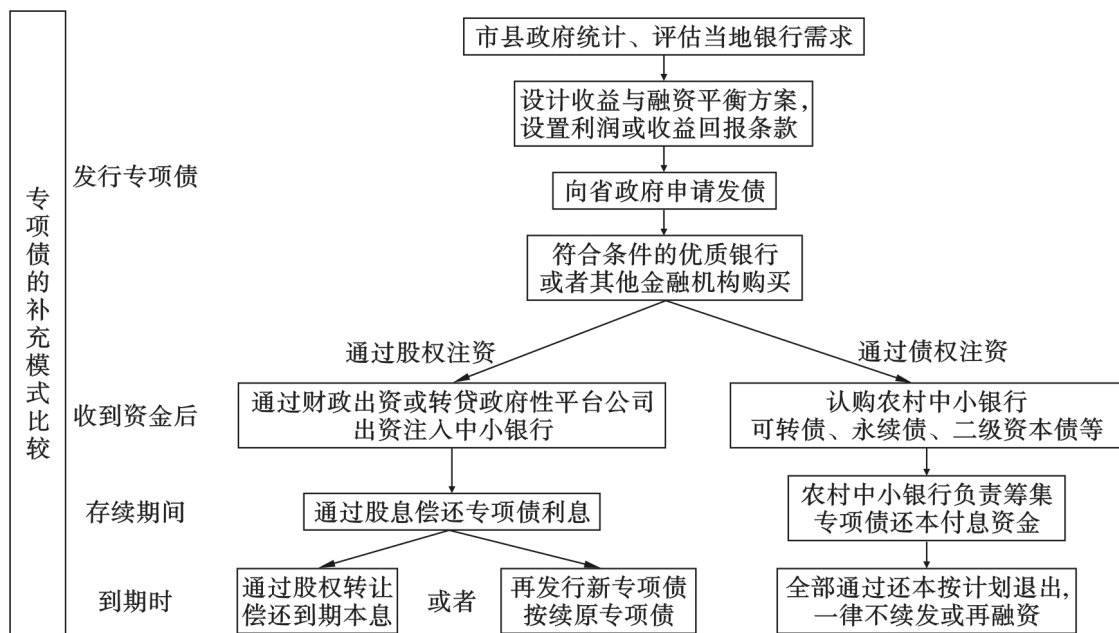 专项债的补充模式比较
市县政府统计、评估当地银行需求
设计收益与融资平衡方案，
设置利润或收益回报条款
发行专项债
向省政府申请发债
符合条件的优质银行
或者其他金融机构购买
通过股权注资
通过债权注资
收到资金后
通过财政出资或转贷政府性平台公司
出资注入中小银行
认购农村中小银行
可转债、永续债、二级资本债等
存续期间
通过股息偿还专项债利息
农村中小银行负责筹集
专项债还本付息资金
到期时
通过股权转让
偿还到期本息
或者
再发行新专项债
按续原专项债
全部通过还本按计划退出，
一律不续发或再融资